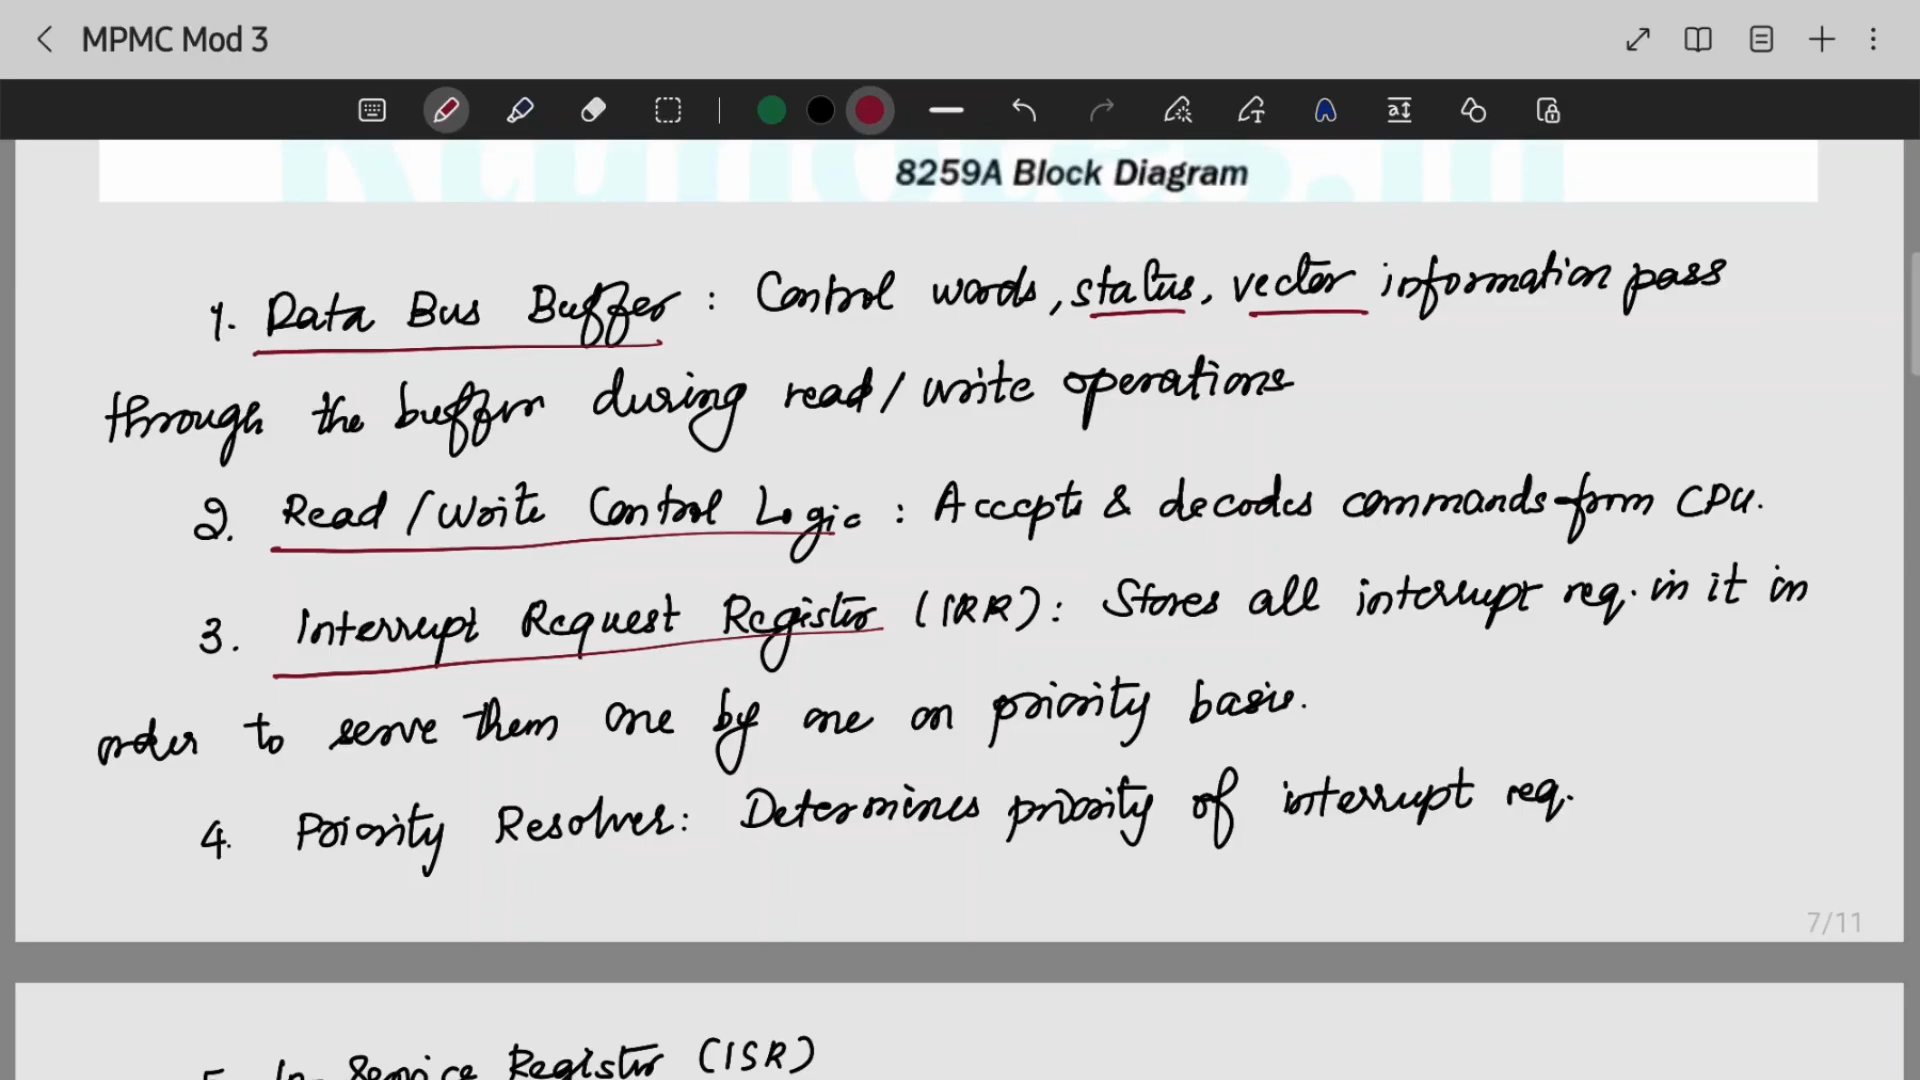 MPMC Mod 3
8259A Block Diagram
1. Data Bus Buffer : Control words, status, vector information pass
through the buffer during read/write operations
2. Read/Write Control Logic : Accepts & decodes commands from CPU.
3. Interrupt Request Register (IRR): Stores all interrupt req. in it in
order to serve them one by one on priority basis.
4. Priority Resolver: Determines priority of interrupt req.
7/11
5. In-Service Register (ISR)